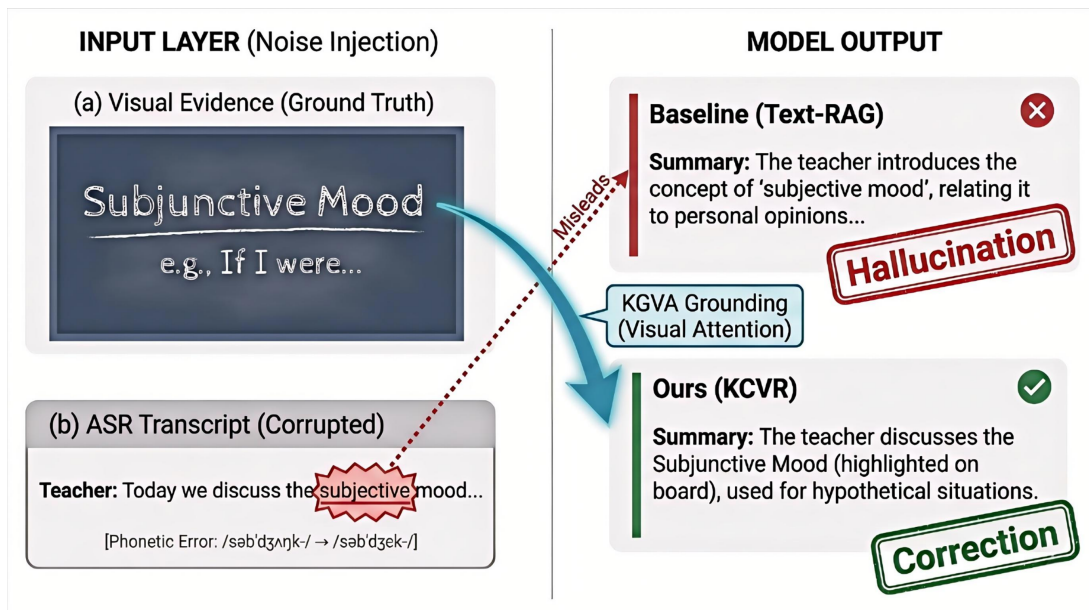 INPUT LAYER (Noise Injection)
(a) Visual Evidence (Ground Truth)
Subjunctive Mood
e.g., If I were...
(b) ASR Transcript (Corrupted)
Teacher: Today we discuss the subjective mood...
[Phonetic Error: /səbˈdʒʌŋk-/ → /səbˈdʒek-/]
Misleads
KGVA Grounding
(Visual Attention)
MODEL OUTPUT
Baseline (Text-RAG)
Summary: The teacher introduces the
concept of ‘subjective mood’, relating it
to personal opinions...
Hallucination
Ours (KCVR)
Summary: The teacher discusses the
Subjunctive Mood (highlighted on
board), used for hypothetical situations.
Correction